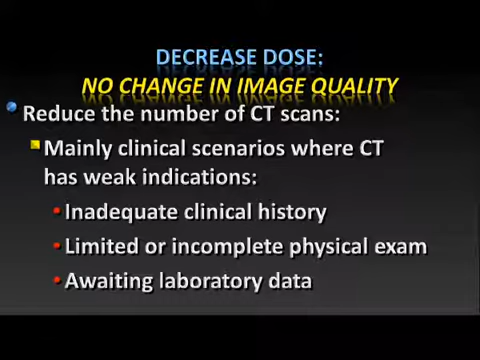 DECREASE DOSE:
NO CHANGE IN IMAGE QUALITY
Reduce the number of CT scans:
Mainly clinical scenarios where CT
has weak indications:
Inadequate clinical history
Limited or incomplete physical exam
Awaiting laboratory data